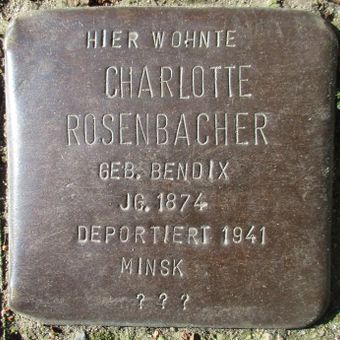 HIER WOHNTE
CHARLOTTE
ROSENBACHER
GEB. BENDIX
JG. 1874
DEPORTIERT 1941
MINSK
? ? ?